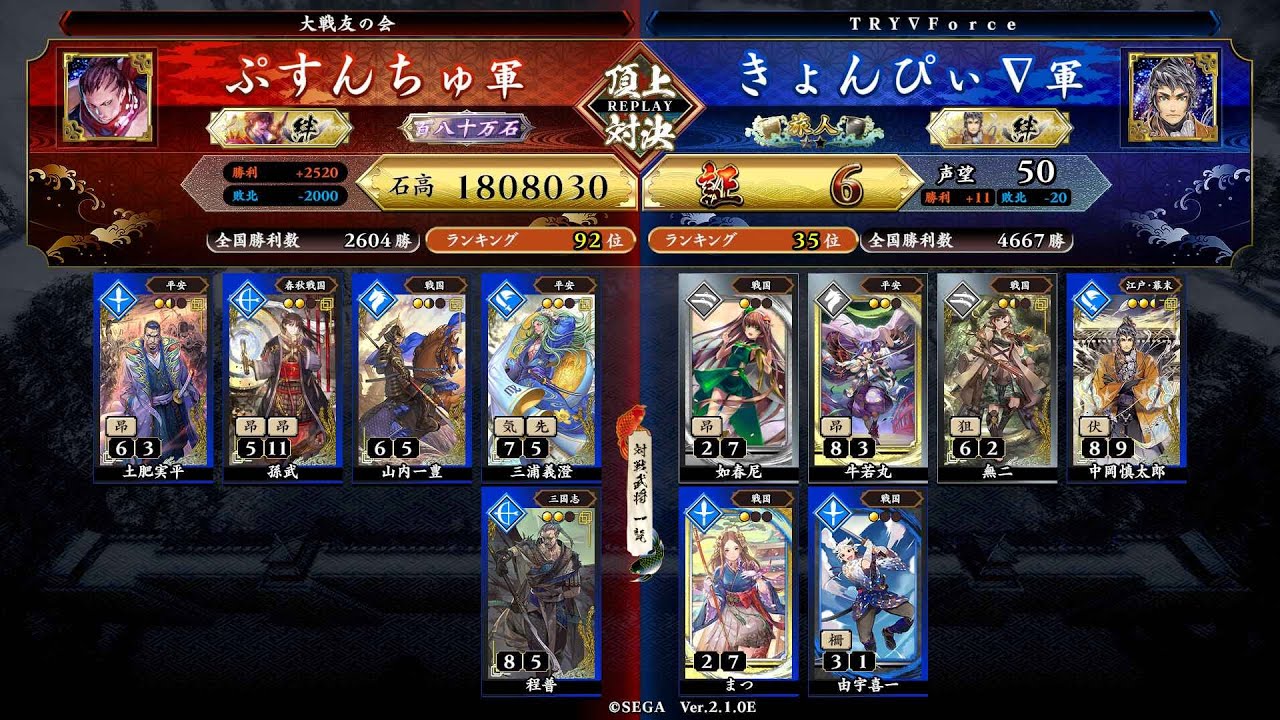 大戦友の会
TRY∇Force
ぷすんちゅ軍
頂上
REPLAY
対決
きょんぴぃ∇軍
絆
百八十万石
旅人
絆
勝利 +2520
敗北 -2000
石高 1808030
証 6
声望 50
勝利 +11 敗北 -20
全国勝利数 2604勝
ランキング 92位
ランキング 35位
全国勝利数 4667勝
平安
春秋戦国
戦国
平安
戦国
平安
戦国
江戸・幕末
昂
昂 昂
気 先
昂
昂
狙
伏
6 3
5 11
6 5
7 5
2 7
8 3
6 2
8 9
土肥実平
孫武
山内一豊
三浦義澄
如春尼
牛若丸
無二
中岡慎太郎
対戦武将一覧
三国志
戦国
戦国
柵
8 5
2 7
3 1
程普
まつ
由宇喜一
©SEGA Ver.2.1.0E